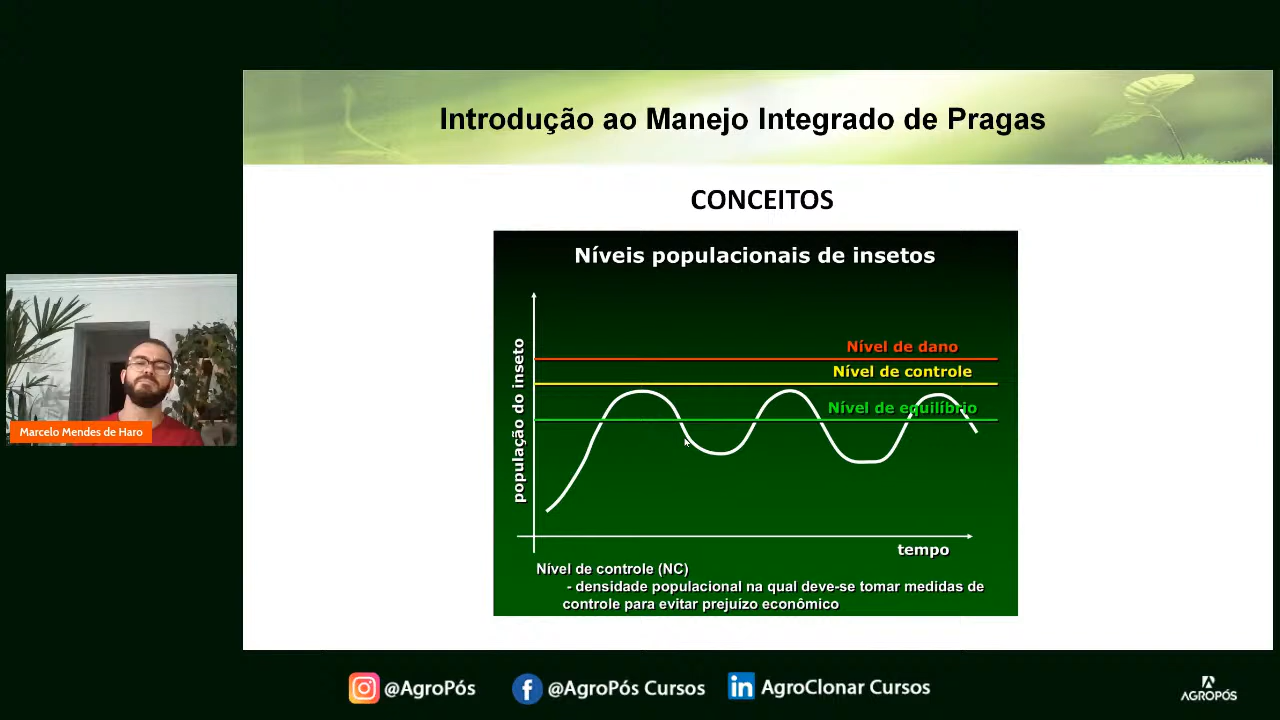 Introdução ao Manejo Integrado de Pragas
CONCEITOS
Níveis populacionais de insetos
população do inseto
Nível de dano
Nível de controle
Nível de equilíbrio
tempo
Nível de controle (NC)
- densidade populacional na qual deve-se tomar medidas de
controle para evitar prejuízo econômico
Marcelo Mendes de Haro
@AgroPós
@AgroPós Cursos
AgroClonar Cursos
AGROPÓS